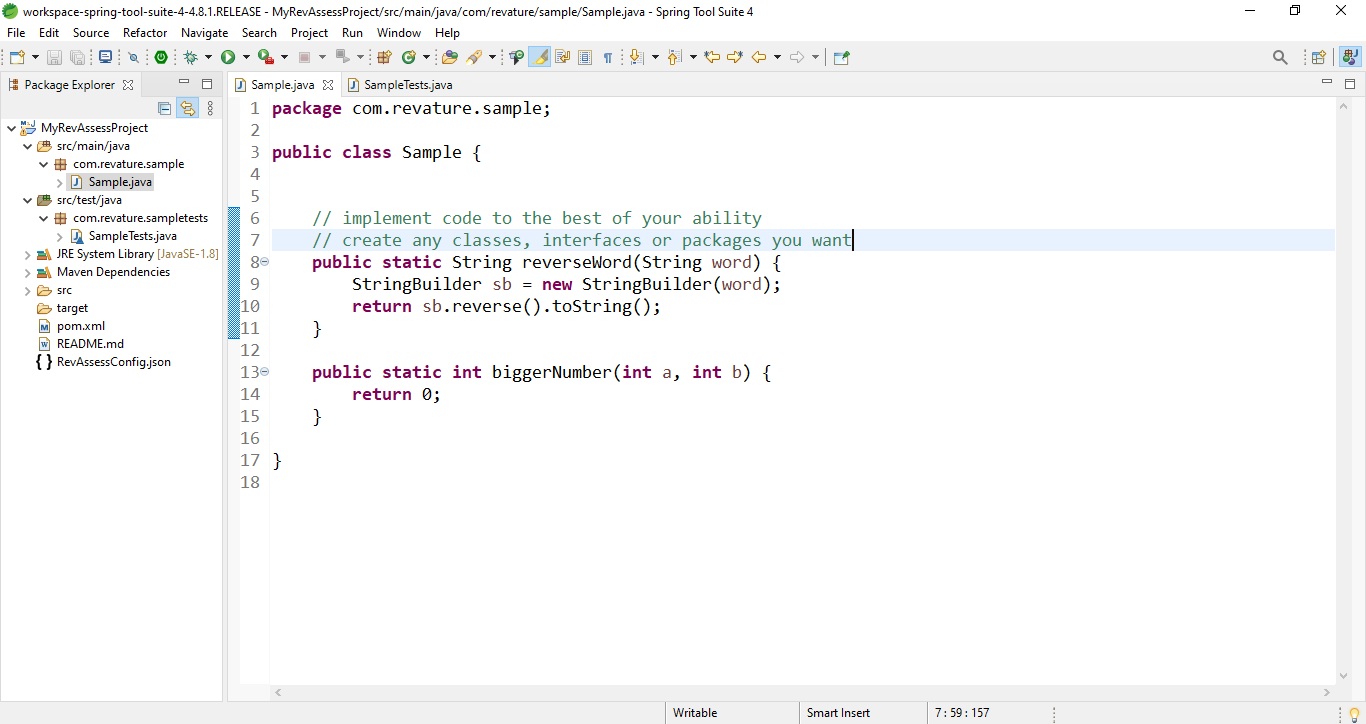 workspace-spring-tool-suite-4-4.8.1.RELEASE - MyRevAssessProject/src/main/java/com/revature/sample/Sample.java - Spring Tool Suite 4
File Edit Source Refactor Navigate Search Project Run Window Help
Package Explorer
MyRevAssessProject
src/main/java
com.revature.sample
Sample.java
src/test/java
com.revature.sampletests
SampleTests.java
JRE System Library [JavaSE-1.8]
Maven Dependencies
src
target
pom.xml
README.md
RevAssessConfig.json
Sample.java SampleTests.java
1 package com.revature.sample;
2
3 public class Sample {
4
5
6 // implement code to the best of your ability
7 // create any classes, interfaces or packages you want
8 public static String reverseWord(String word) {
9 StringBuilder sb = new StringBuilder(word);
10 return sb.reverse().toString();
11 }
12
13 public static int biggerNumber(int a, int b) {
14 return 0;
15 }
16
17 }
18
Writable Smart Insert 7 : 59 : 157